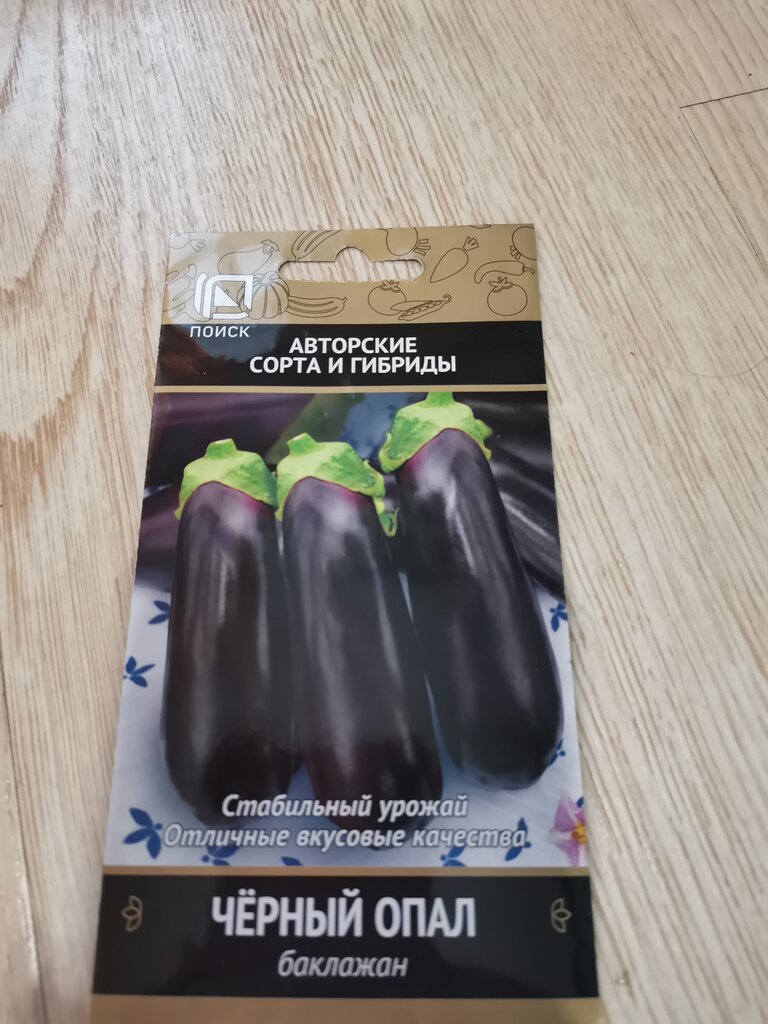 ПОИСК
АВТОРСКИЕ
СОРТА И ГИБРИДЫ
Стабильный урожай
Отличные вкусовые качества
ЧЁРНЫЙ ОПАЛ
баклажан